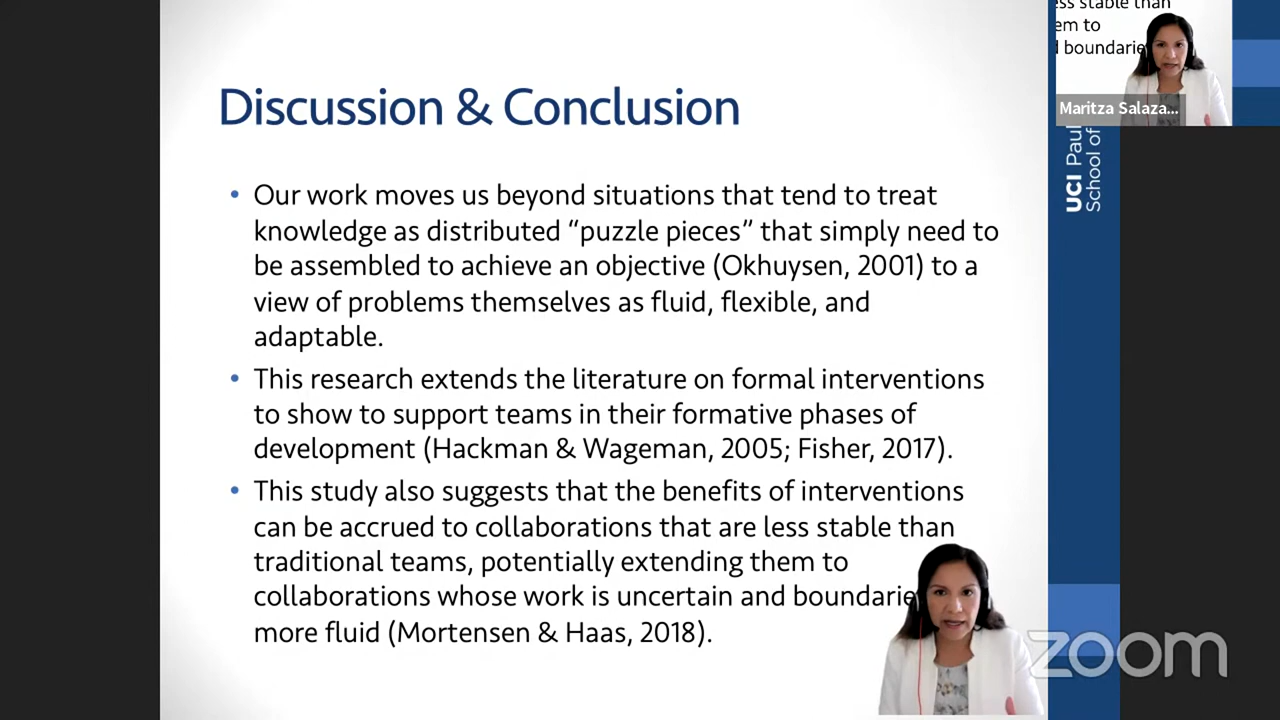 Discussion & Conclusion
• Our work moves us beyond situations that tend to treat
knowledge as distributed “puzzle pieces” that simply need to
be assembled to achieve an objective (Okhuysen, 2001) to a
view of problems themselves as fluid, flexible, and
adaptable.
• This research extends the literature on formal interventions
to show to support teams in their formative phases of
development (Hackman & Wageman, 2005; Fisher, 2017).
• This study also suggests that the benefits of interventions
can be accrued to collaborations that are less stable than
traditional teams, potentially extending them to
collaborations whose work is uncertain and boundarie
more fluid (Mortensen & Haas, 2018).
ess stable than
em to
d boundarie
Maritza Salaza...
UCI Paul
School of
zoom